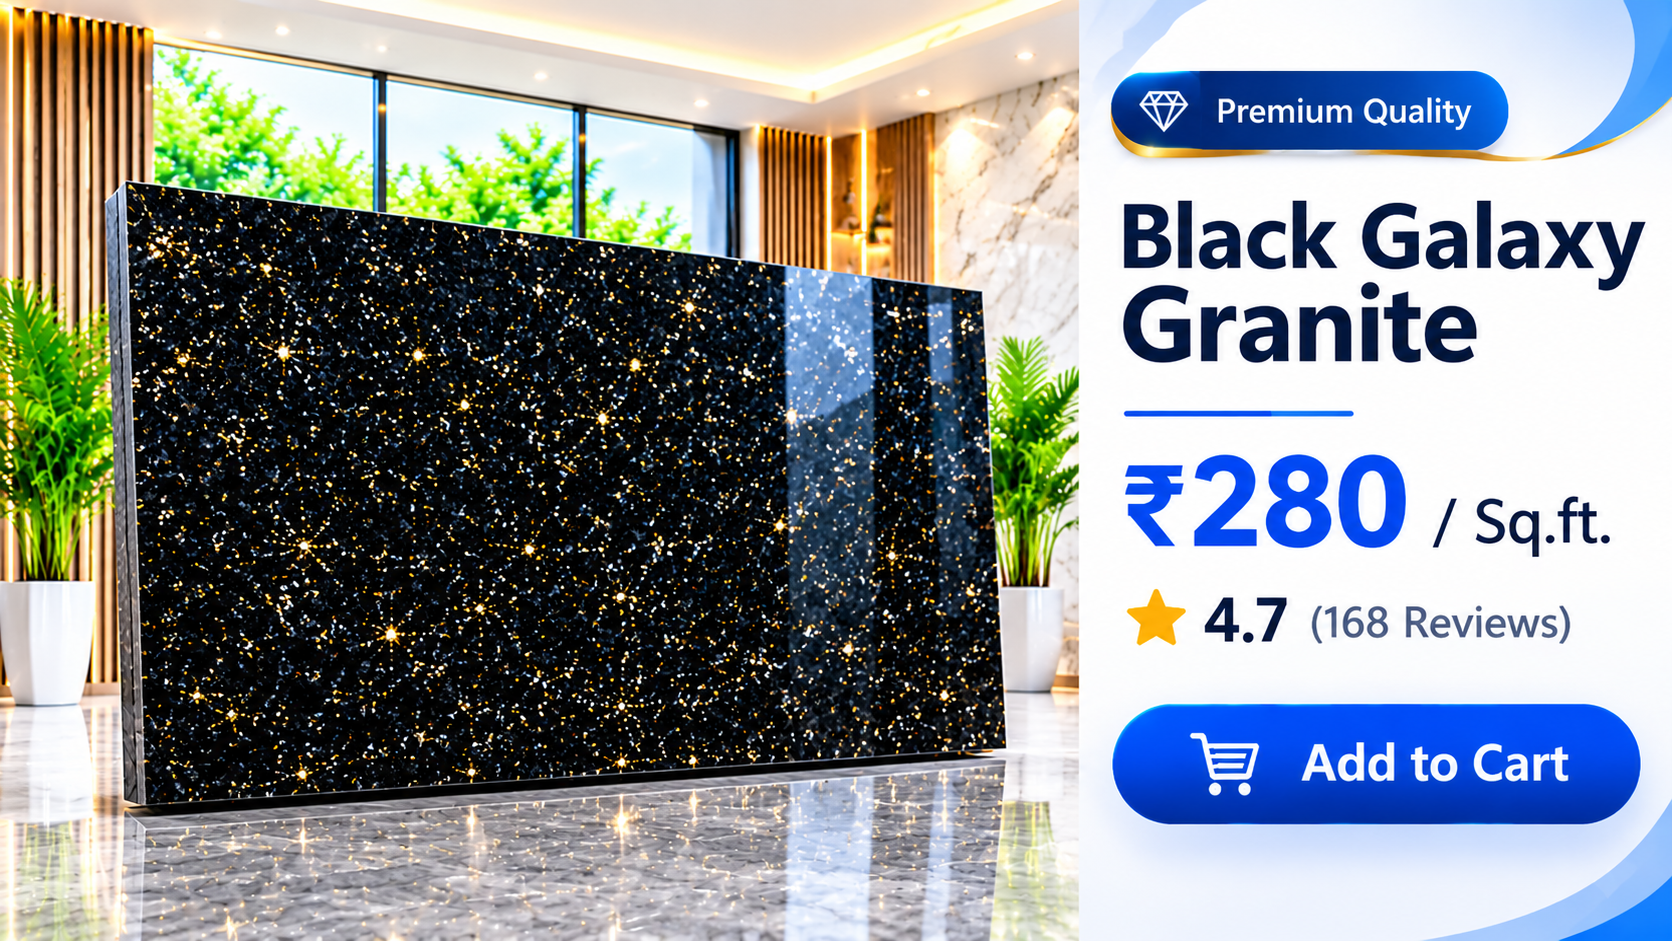 Premium Quality
Black Galaxy
Granite
₹280 / Sq.ft.
4.7 (168 Reviews)
Add to Cart